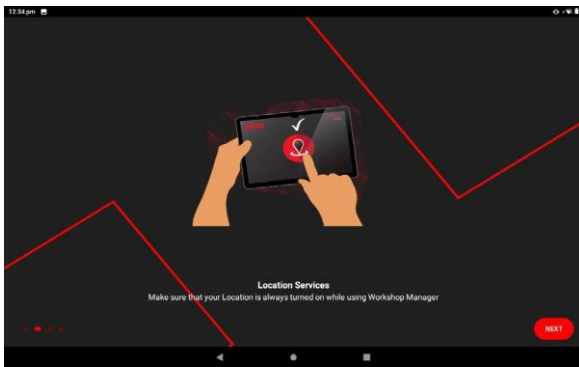 12:34 pm
Location Services
Make sure that your Location is always turned on while using Workshop Manager
NEXT